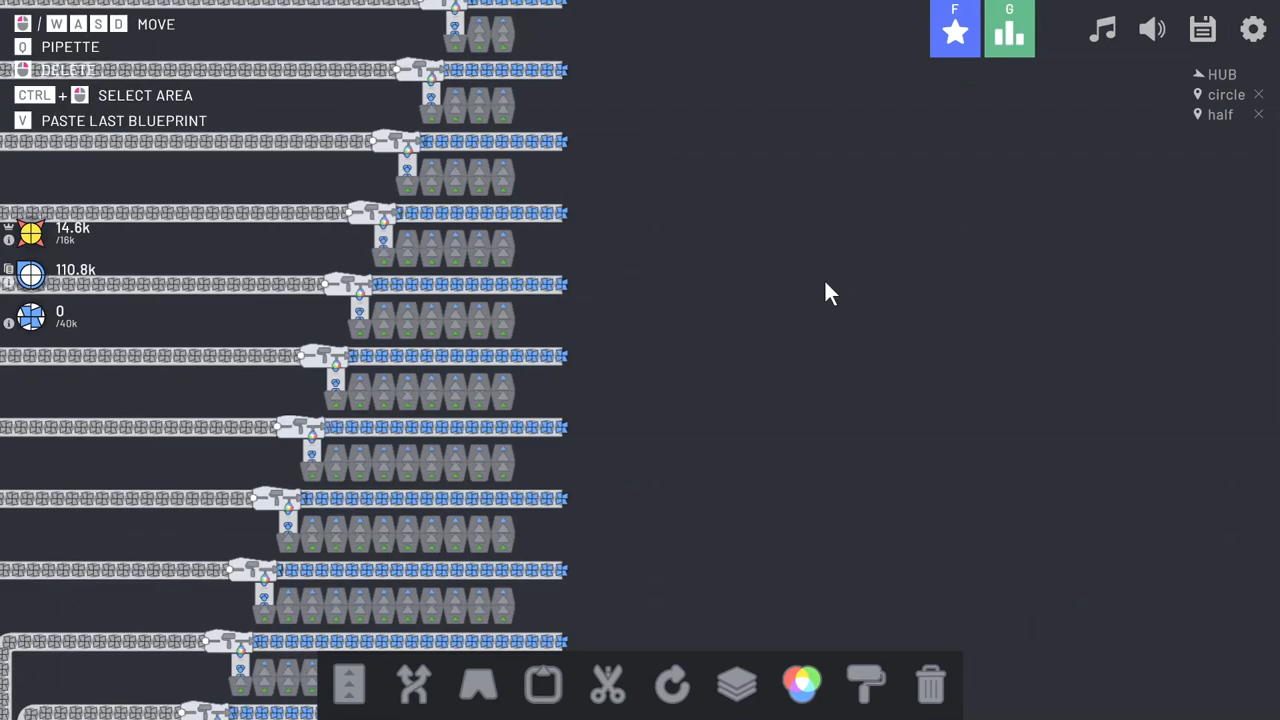 / W A S D MOVE
Q PIPETTE
DELETE
CTRL + SELECT AREA
V PASTE LAST BLUEPRINT
14.6k
/16k
110.8k
0
/40k
F
G
HUB
circle
half